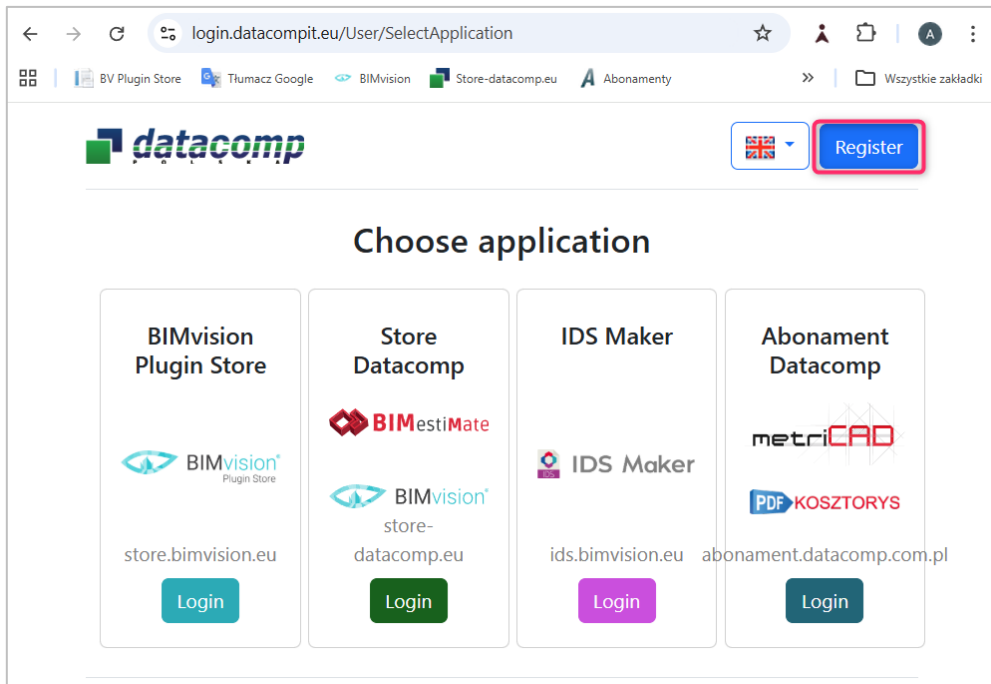 login.datacompit.eu/User/SelectApplication
A
BV Plugin Store
Tłumacz Google
BIMvision
Store-datacomp.eu
Abonamenty
»
Wszystkie zakładki
datacomp
Register
Choose application
BIMvision
Plugin Store
BIMvision®
Plugin Store
store.bimvision.eu
Login
Store
Datacomp
BIMestiMate
BIMvision®
store-
datacomp.eu
Login
IDS Maker
IDS
IDS Maker
ids.bimvision.eu
Login
Abonament
Datacomp
metriCAD
PDF KOSZTORYS
abonament.datacomp.com.pl
Login